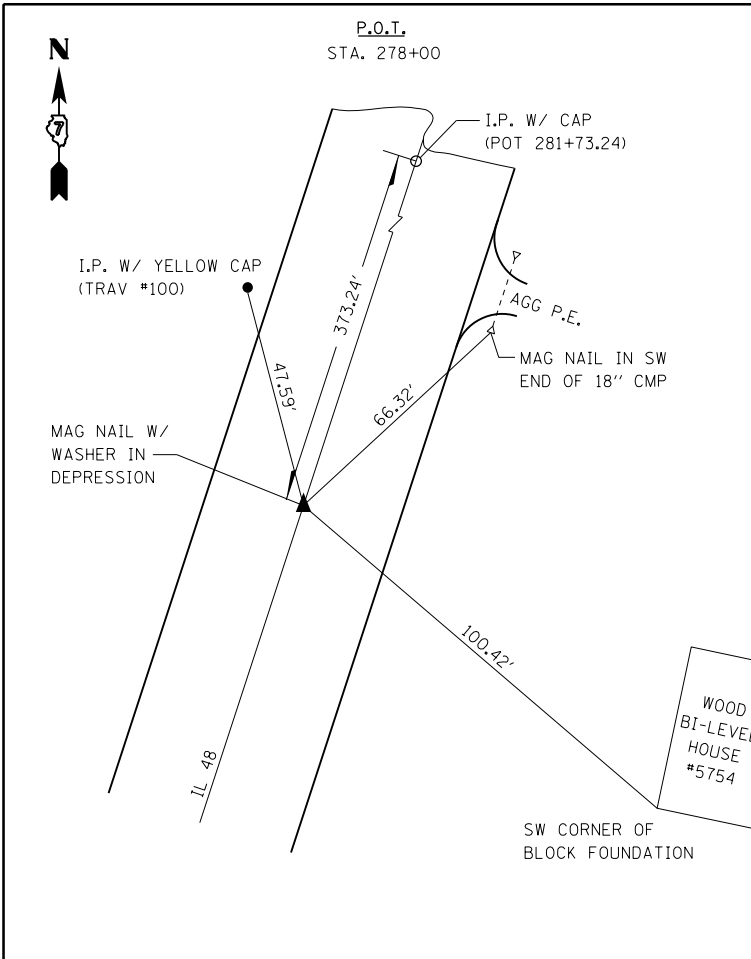 P.O.T.
STA. 278+00
N
7
I.P. W/ CAP
(POT 281+73.24)
I.P. W/ YELLOW CAP
(TRAV #100)
373.24'
AGG P.E.
47.59'
MAG NAIL IN SW
END OF 18'' CMP
66.32'
MAG NAIL W/
WASHER IN
DEPRESSION
100.42'
WOOD
BI-LEVEL
HOUSE
#5754
IL 48
SW CORNER OF
BLOCK FOUNDATION